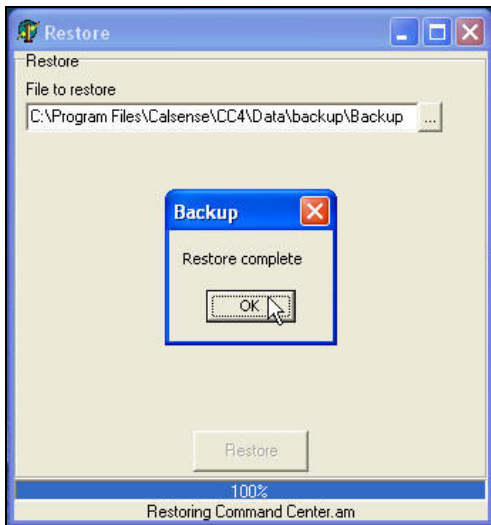 Restore
Restore
File to restore
C:\Program Files\Calsense\CC4\Data\backup\Backup
...
Backup
Restore complete
OK
Restore
100%
Restoring Command Center.am